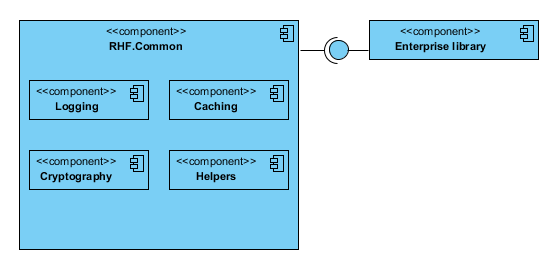 <<component>>
RHF.Common
<<component>>
Enterprise library
<<component>>
Logging
<<component>>
Caching
<<component>>
Cryptography
<<component>>
Helpers